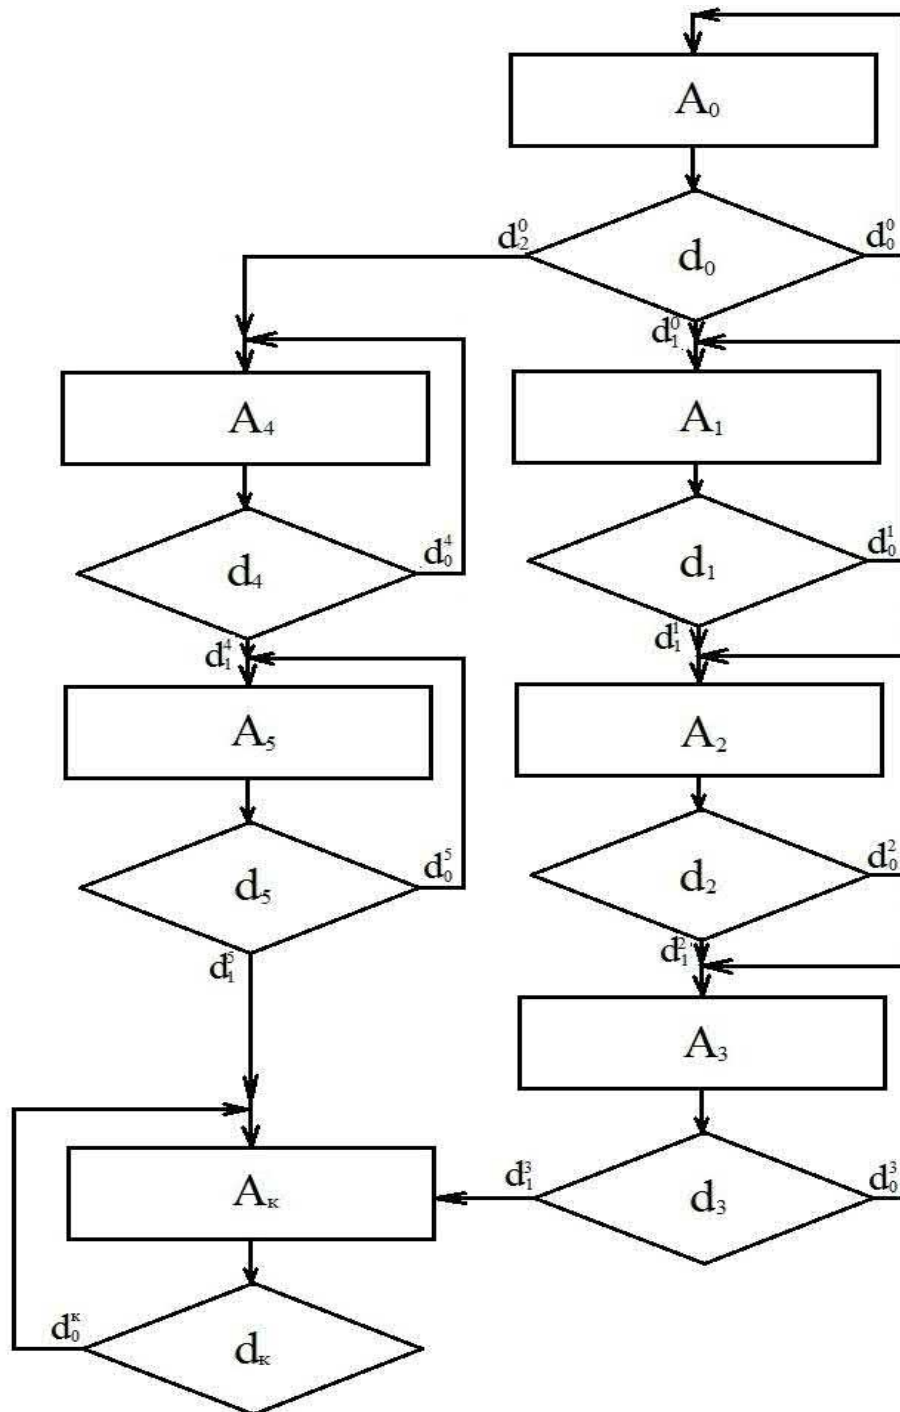 A₀
d₂⁰ d₀ d₀⁰
d₁⁰
A₄ A₁
d₄ d₀⁴ d₁ d₀¹
d₁⁴ d₁¹
A₅ A₂
d₅ d₀⁵ d₂ d₀²
d₁⁵ d₁²
A₃
Aₖ d₁³ d₃ d₀³
d₀ᴷ dₖ